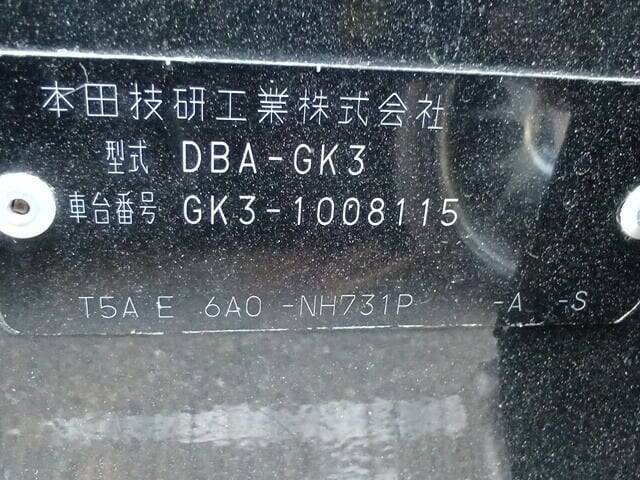 本田技研工業株式会社
型式 DBA-GK3
車台番号 GK3-1008115
T5A E 6A0 -NH731P -A -S